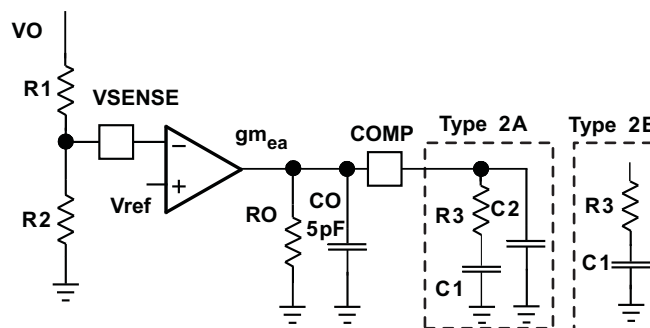 VO
R1
VSENSE
gm ea
COMP
Type 2A
Type 2B
R2
Vref
RO
CO
5pF
R3
C2
C1
R3
C1
−
+